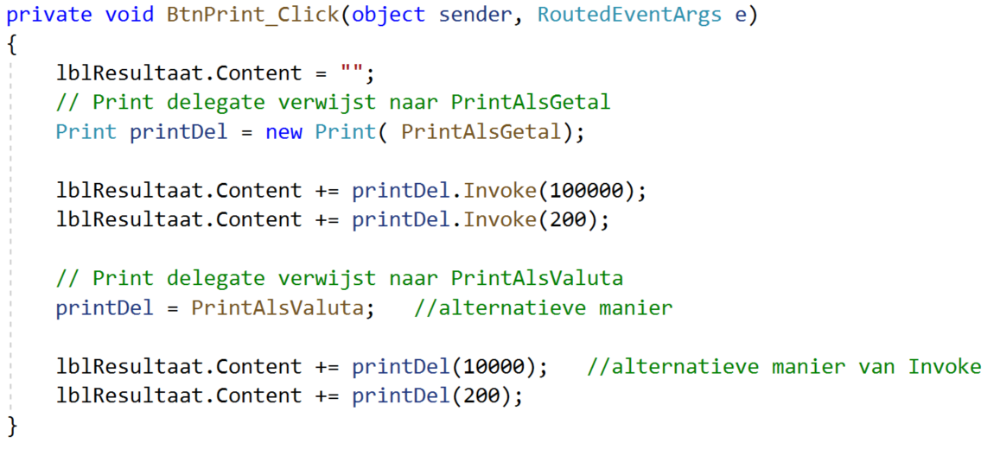 private void BtnPrint_Click(object sender, RoutedEventArgs e)
{
    lblResultaat.Content = "";
    // Print delegate verwijst naar PrintAlsGetal
    Print printDel = new Print( PrintAlsGetal);

    lblResultaat.Content += printDel.Invoke(100000);
    lblResultaat.Content += printDel.Invoke(200);

    // Print delegate verwijst naar PrintAlsValuta
    printDel = PrintAlsValuta;   //alternatieve manier

    lblResultaat.Content += printDel(10000);   //alternatieve manier van Invoke
    lblResultaat.Content += printDel(200);
}